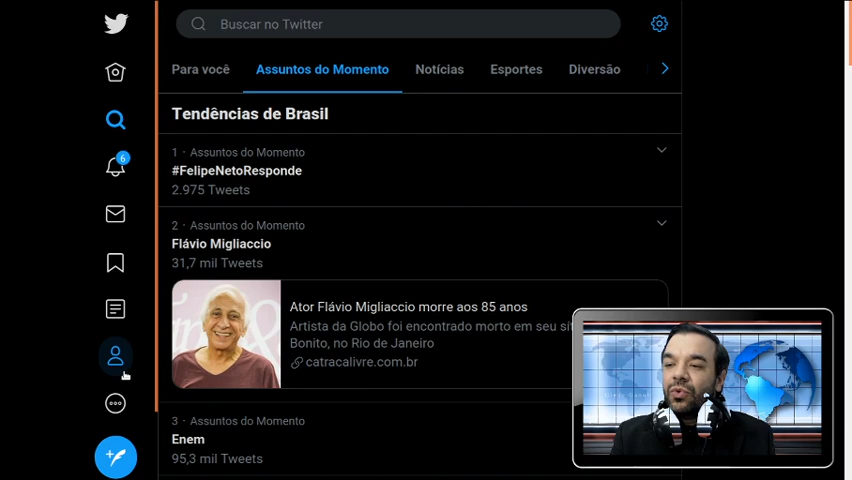 Buscar no Twitter
Para você Assuntos do Momento Notícias Esportes Diversão
Tendências de Brasil
1 · Assuntos do Momento
#FelipeNetoResponde
2.975 Tweets
6
2 · Assuntos do Momento
Flávio Migliaccio
31,7 mil Tweets
Ator Flávio Migliaccio morre aos 85 anos
Artista da Globo foi encontrado morto em seu sít
Bonito, no Rio de Janeiro
catracalivre.com.br
3 · Assuntos do Momento
Enem
95,3 mil Tweets